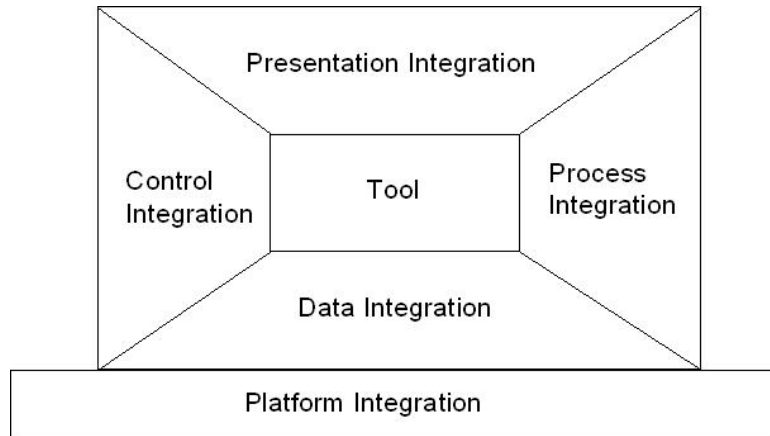 Presentation Integration
Control
Integration
Tool
Process
Integration
Data Integration
Platform Integration